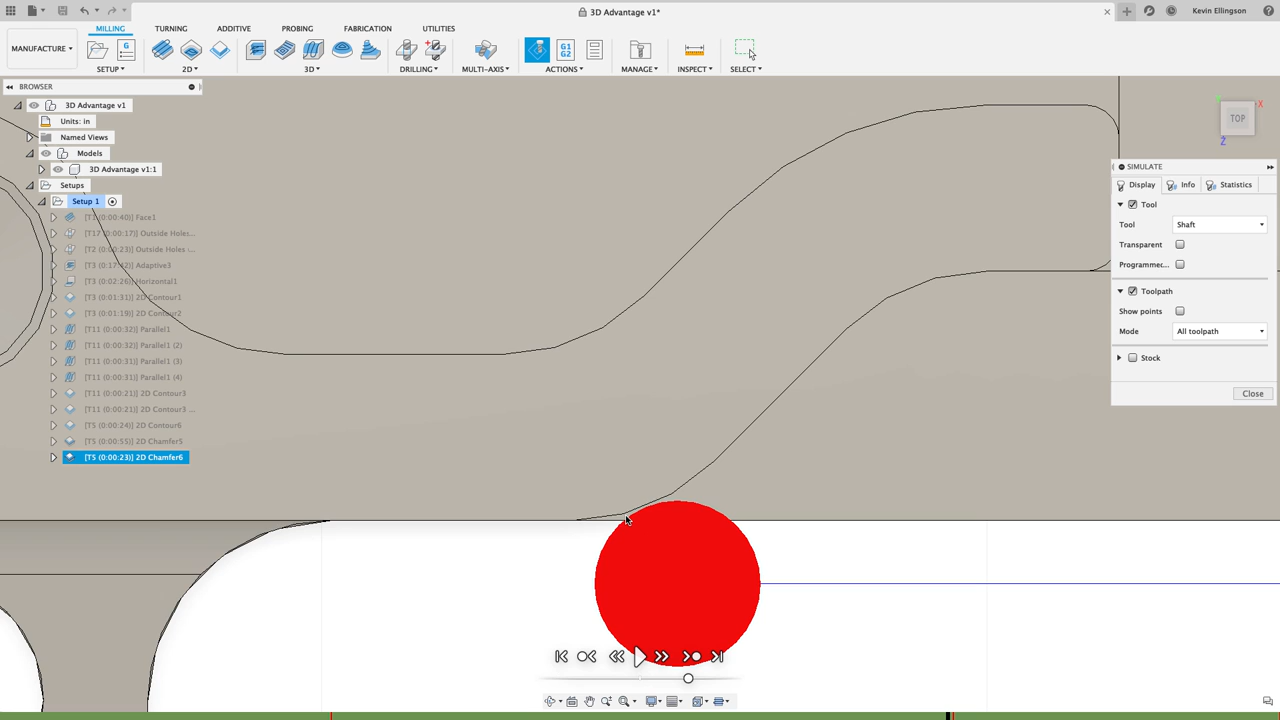 3D Advantage v1*
Kevin Ellingson
MANUFACTURE
MILLING TURNING ADDITIVE PROBING FABRICATION UTILITIES
G1
G2
SETUP 2D 3D DRILLING MULTI-AXIS ACTIONS MANAGE INSPECT SELECT
BROWSER
3D Advantage v1
Units: in
Named Views
Models
3D Advantage v1:1
Setups
Setup 1
[T1 (0:00:40)] Face1
[T17 (0:00:17)] Outside Holes...
[T2 (0:00:23)] Outside Holes :...
[T3 (0:17:42)] Adaptive3
[T3 (0:02:26)] Horizontal1
[T3 (0:01:31)] 2D Contour1
[T3 (0:01:19)] 2D Contour2
[T11 (0:00:32)] Parallel1
[T11 (0:00:32)] Parallel1 (2)
[T11 (0:00:31)] Parallel1 (3)
[T11 (0:00:31)] Parallel1 (4)
[T11 (0:00:21)] 2D Contour3
[T11 (0:00:21)] 2D Contour3 ...
[T5 (0:00:24)] 2D Contour6
[T5 (0:00:55)] 2D Chamfer5
[T5 (0:00:23)] 2D Chamfer6
X
TOP
Z
SIMULATE
Display Info Statistics
Tool
Tool Shaft
Transparent
Programmer...
Toolpath
Show points
Mode All toolpath
Stock
Close